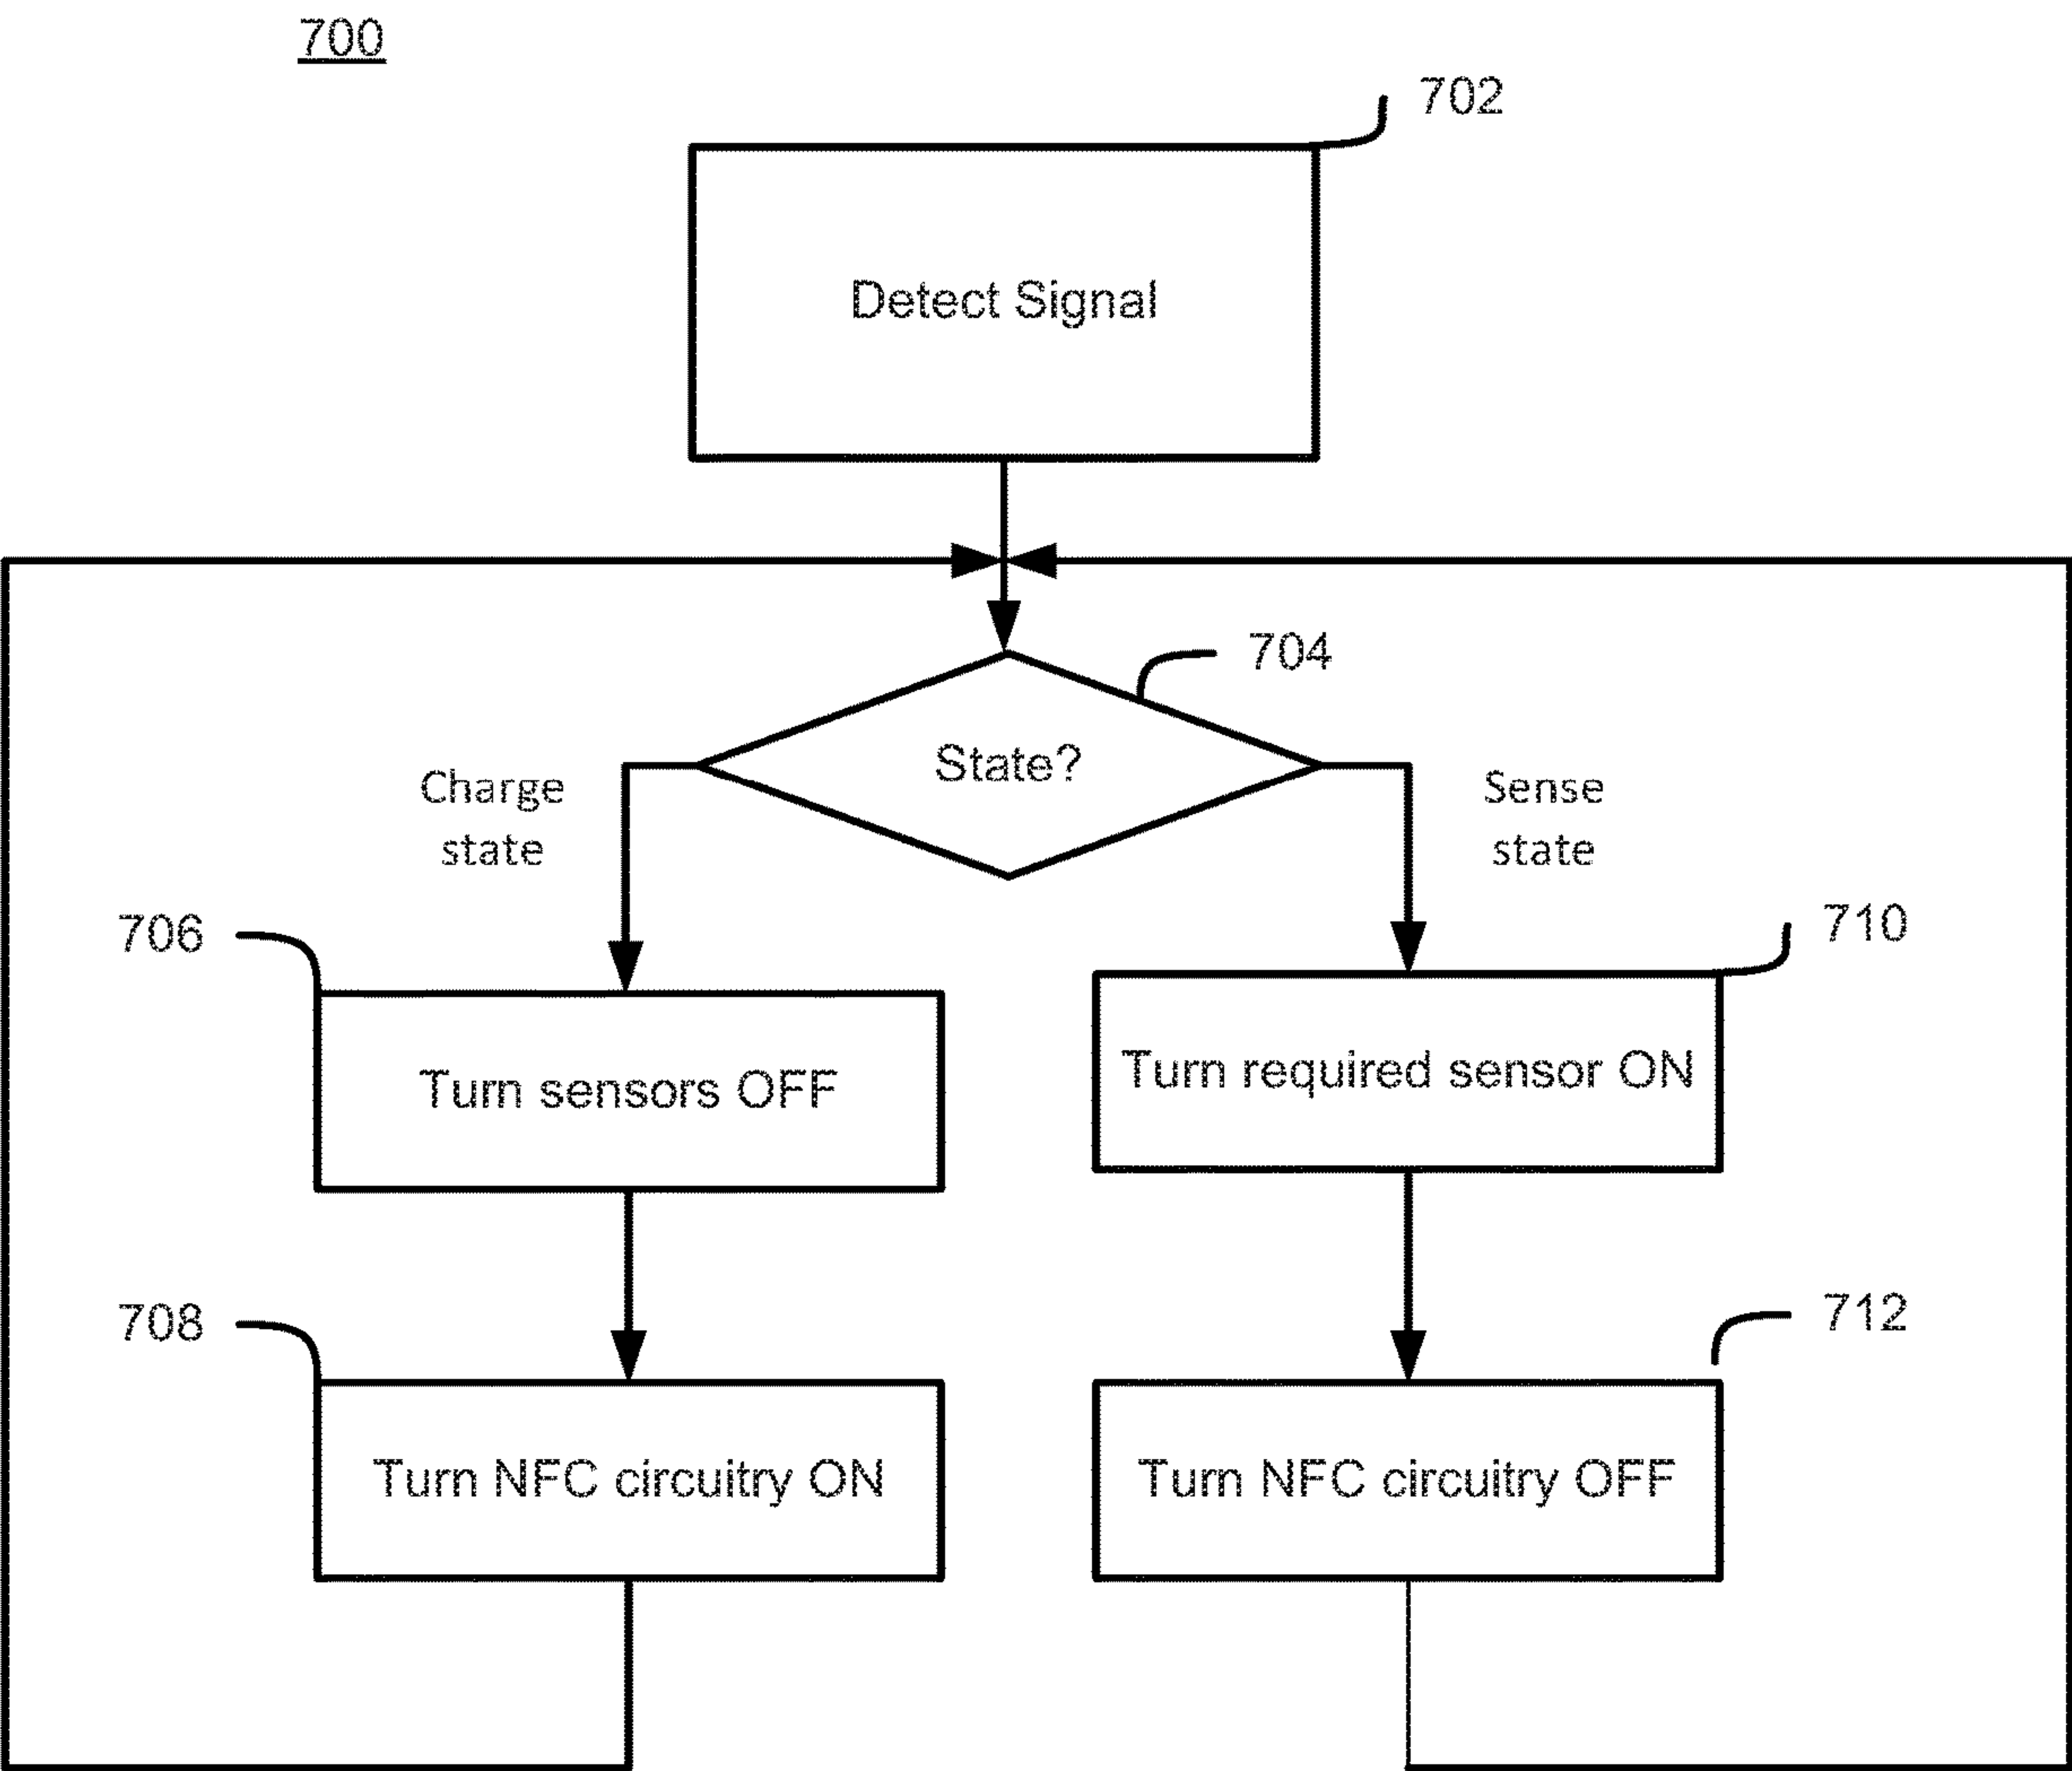 700
702
Detect Signal
704
State?
Charge
state
Sense
state
706
710
Turn sensors OFF
Turn required sensor ON
708
712
Turn NFC circuitry ON
Turn NFC circuitry OFF